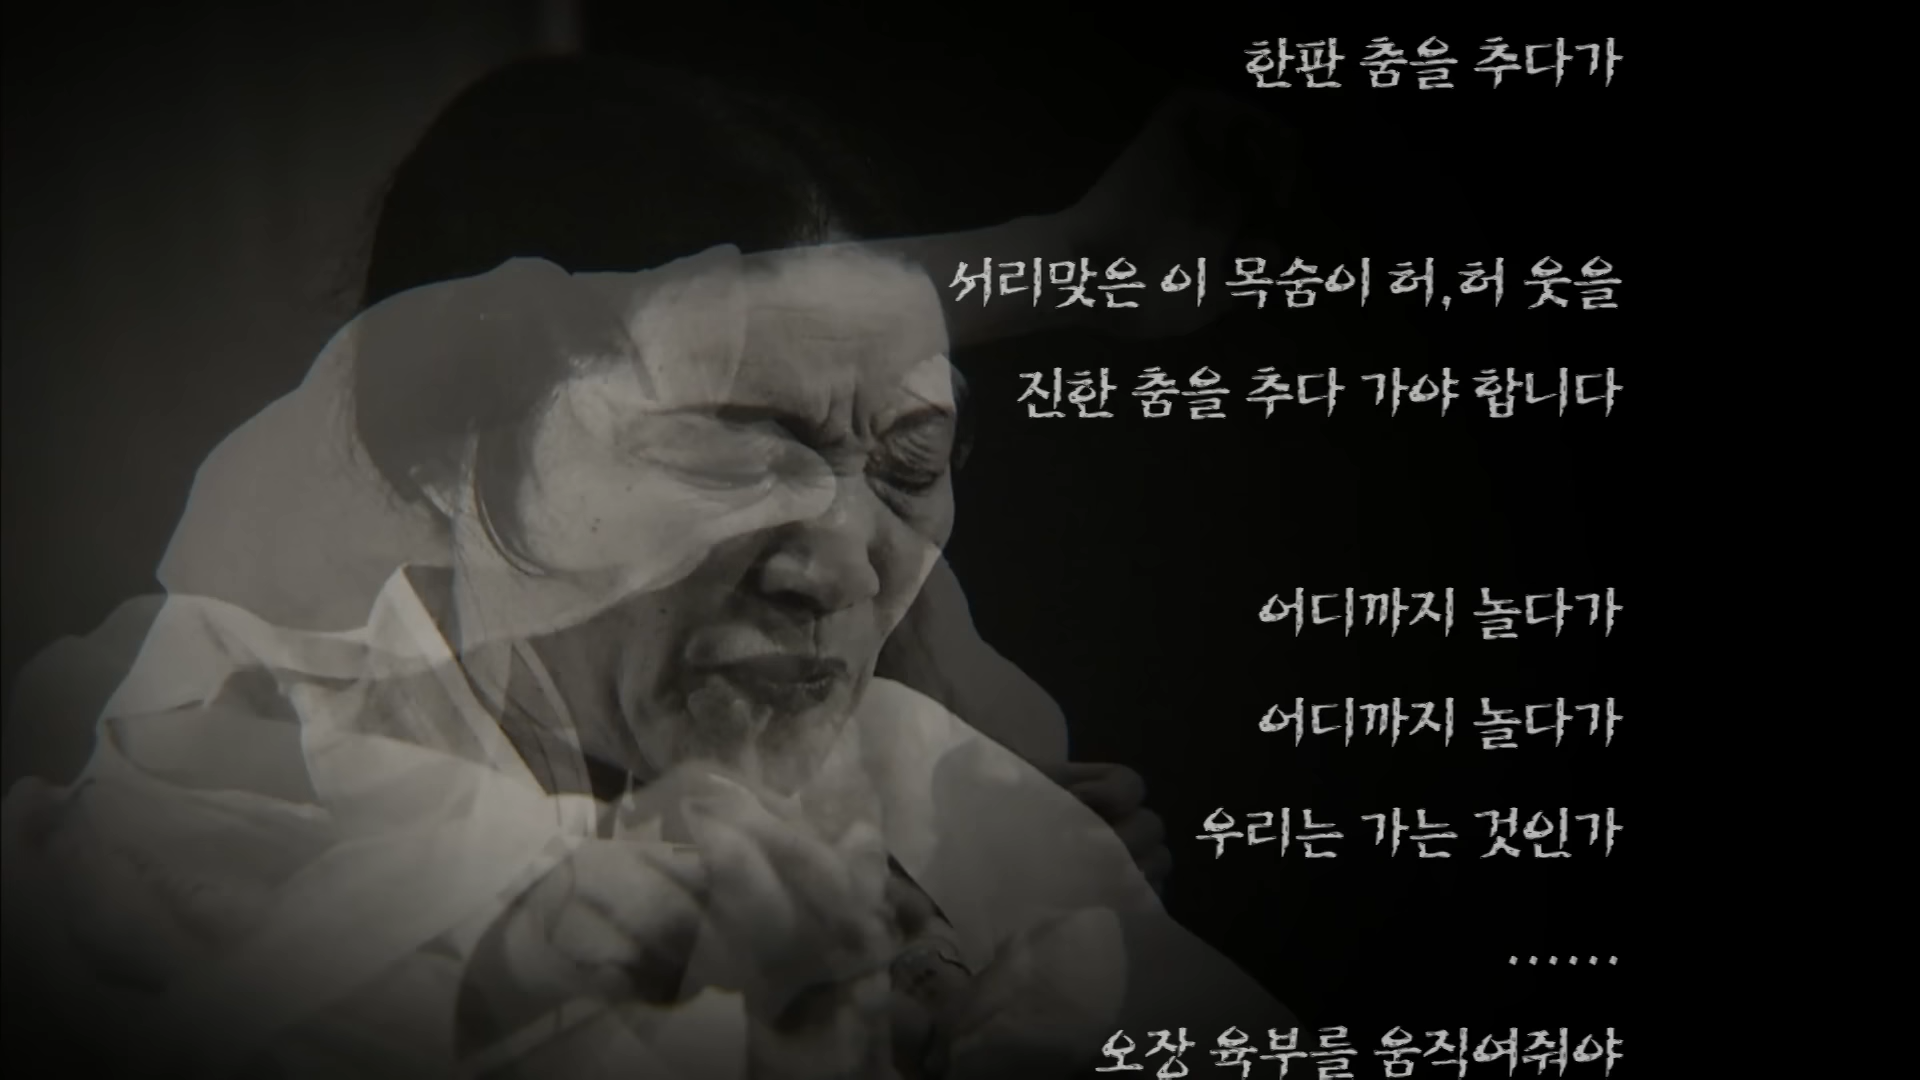 한판 춤을 추다가
서리맞은 이 목숨이 허,허 웃을
진한 춤을 추다 가야 합니다
어디까지 놀다가
어디까지 놀다가
우리는 가는 것인가
......
오장 육부를 움직여줘야